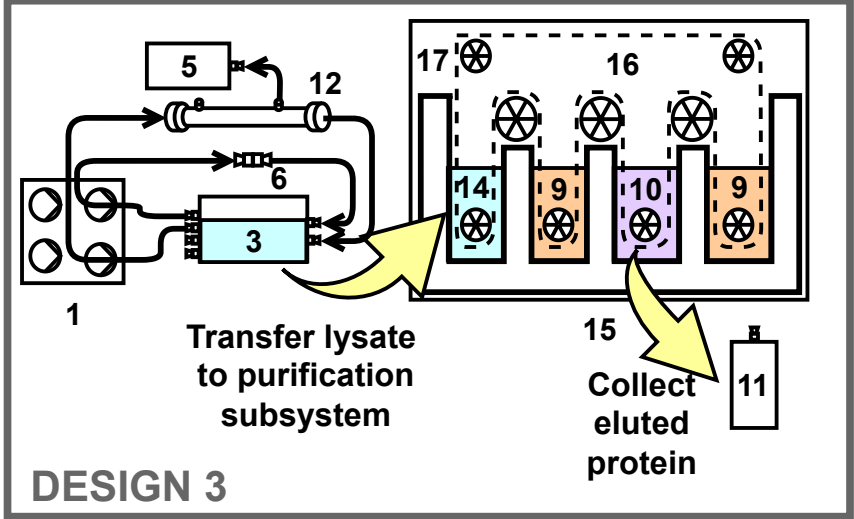 5
12
6
3
1
17
16
14
9
10
9
15
11
Transfer lysate
to purification
subsystem
Collect
eluted
protein
DESIGN 3